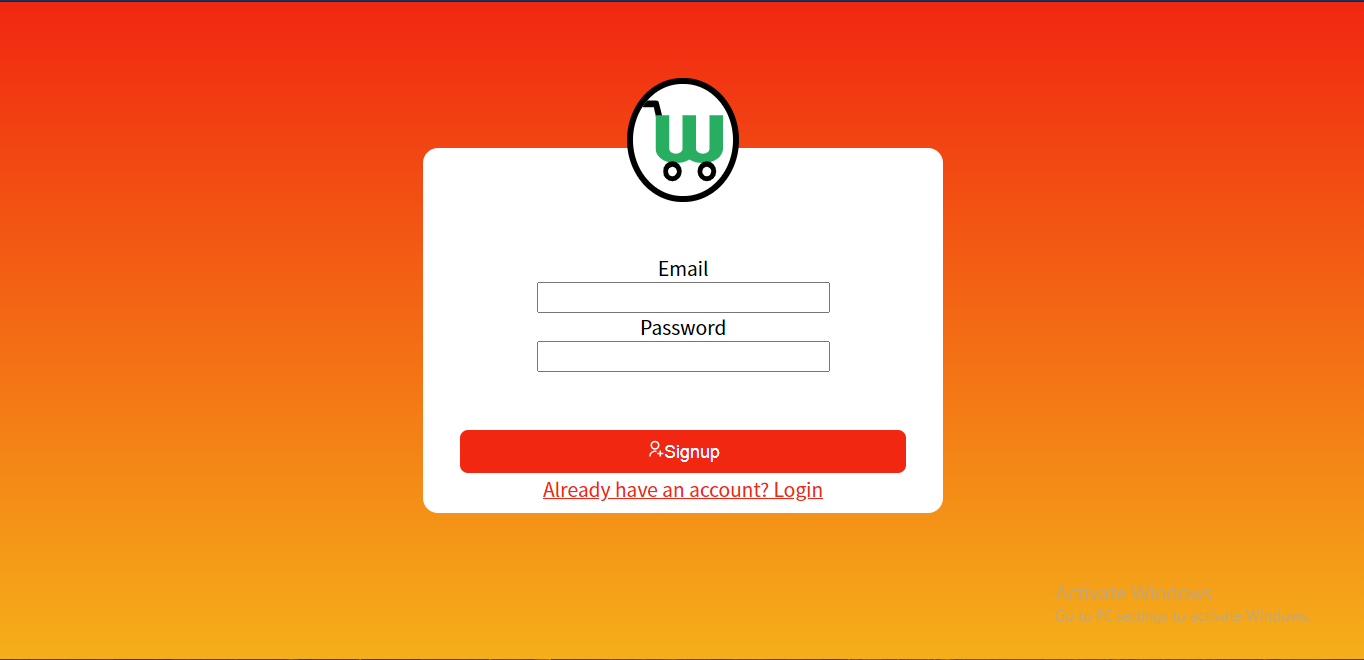 Email
Password
Signup
Already have an account? Login
Activate Windows
Go to PC settings to activate Windows.